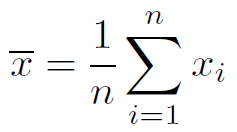 x̅ = 1/n ∑_{i=1}^{n} x_i